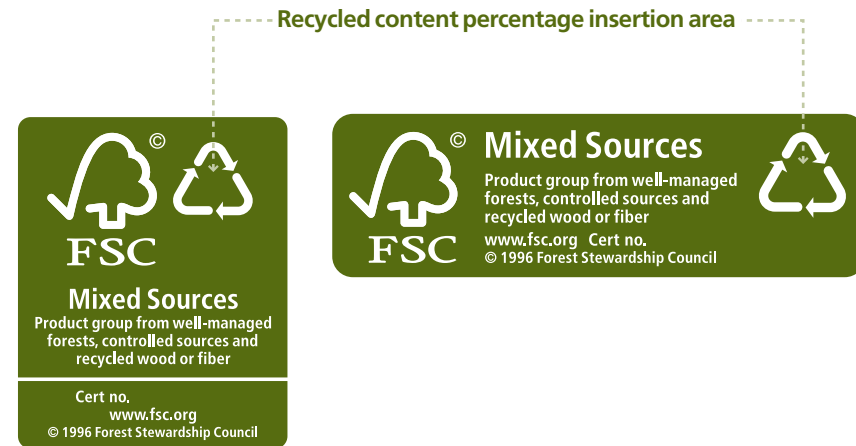 Recycled content percentage insertion area
©
FSC
Mixed Sources
Product group from well-managed
forests, controlled sources and
recycled wood or fiber
Cert no.
www.fsc.org
© 1996 Forest Stewardship Council
©
FSC
Mixed Sources
Product group from well-managed
forests, controlled sources and
recycled wood or fiber
www.fsc.org Cert no.
© 1996 Forest Stewardship Council